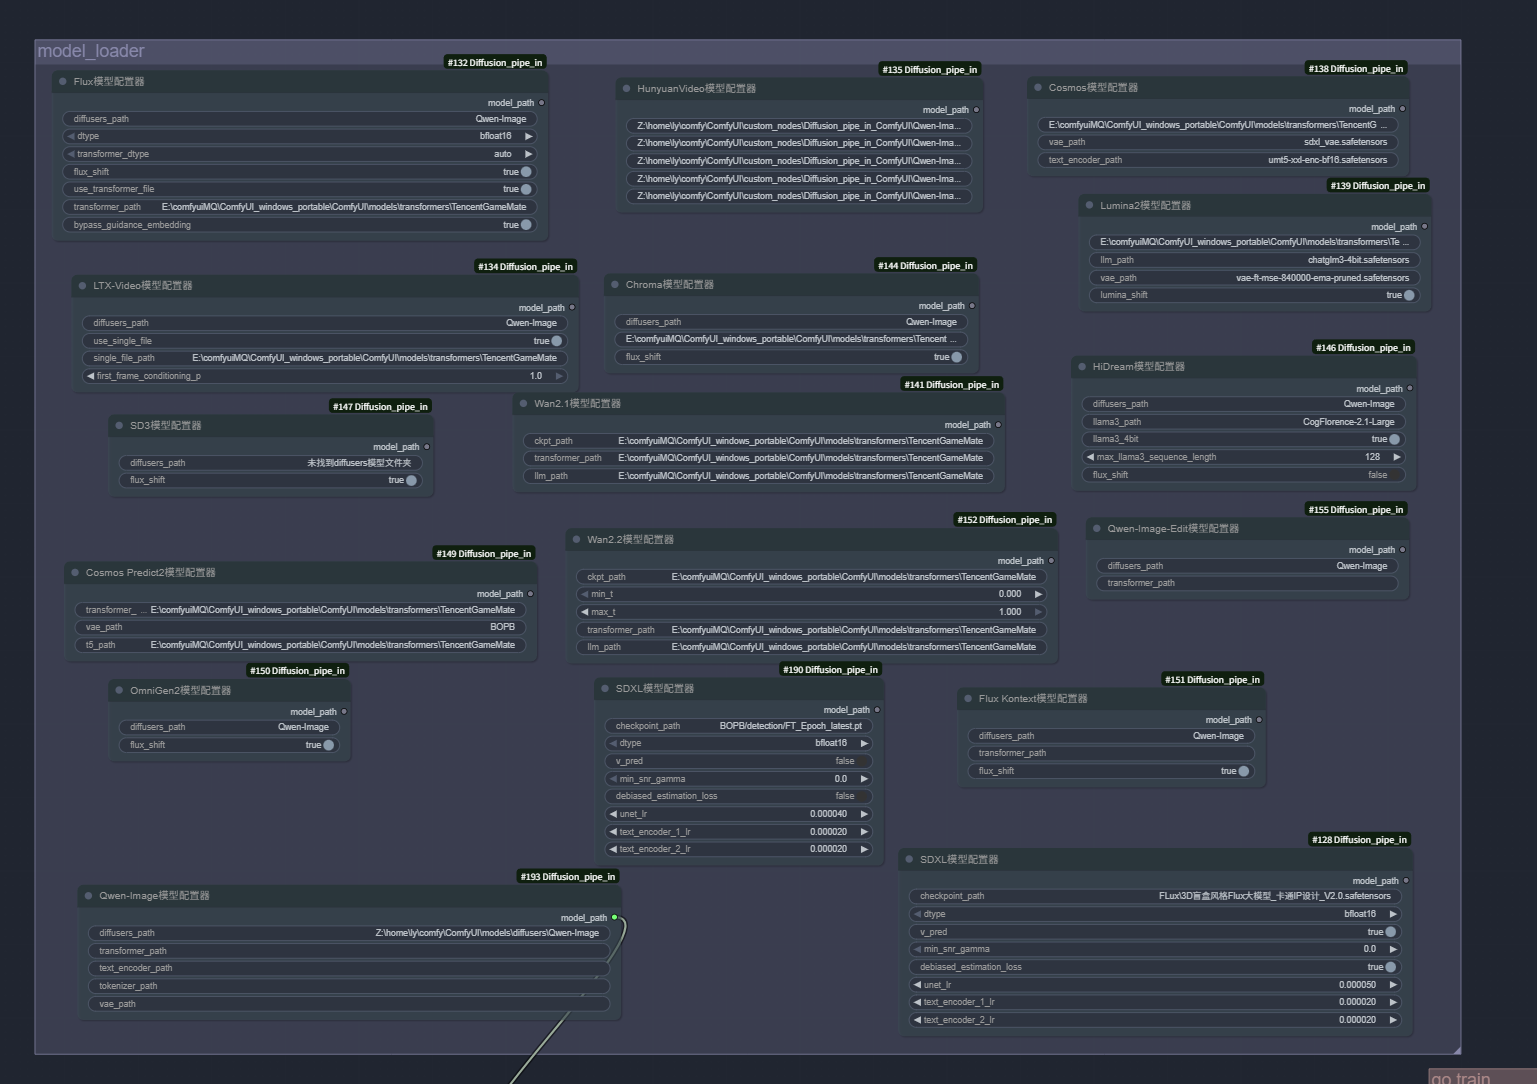 model_loader
#132 Diffusion_pipe_in
Flux模型配置器
model_path
diffusers_path Qwen-Image
dtype bfloat16
transformer_dtype auto
flux_shift true
use_transformer_file true
transformer_path E:\comfyuiMQ\ComfyUI_windows_portable\ComfyUI\models\transformers\TencentGameMate
bypass_guidance_embedding true
#135 Diffusion_pipe_in
HunyuanVideo模型配置器
model_path
Z:\home\ly\comfy\ComfyUI\custom_nodes\Diffusion_pipe_in_ComfyUI\Qwen-Ima...
Z:\home\ly\comfy\ComfyUI\custom_nodes\Diffusion_pipe_in_ComfyUI\Qwen-Ima...
Z:\home\ly\comfy\ComfyUI\custom_nodes\Diffusion_pipe_in_ComfyUI\Qwen-Ima...
Z:\home\ly\comfy\ComfyUI\custom_nodes\Diffusion_pipe_in_ComfyUI\Qwen-Ima...
Z:\home\ly\comfy\ComfyUI\custom_nodes\Diffusion_pipe_in_ComfyUI\Qwen-Ima...
#138 Diffusion_pipe_in
Cosmos模型配置器
model_path
E:\comfyuiMQ\ComfyUI_windows_portable\ComfyUI\models\transformers\TencentG ...
vae_path sdxl_vae.safetensors
text_encoder_path umt5-xxl-enc-bf16.safetensors
#139 Diffusion_pipe_in
Lumina2模型配置器
model_path
E:\comfyuiMQ\ComfyUI_windows_portable\ComfyUI\models\transformers\Te ...
llm_path chatglm3-4bit.safetensors
vae_path vae-ft-mse-840000-ema-pruned.safetensors
lumina_shift true
#134 Diffusion_pipe_in
LTX-Video模型配置器
model_path
diffusers_path Qwen-Image
use_single_file true
single_file_path E:\comfyuiMQ\ComfyUI_windows_portable\ComfyUI\models\transformers\TencentGameMate
first_frame_conditioning_p 1.0
#144 Diffusion_pipe_in
Chroma模型配置器
model_path
diffusers_path Qwen-Image
E:\comfyuiMQ\ComfyUI_windows_portable\ComfyUI\models\transformers\Tencent ...
flux_shift true
#146 Diffusion_pipe_in
HiDream模型配置器
model_path
diffusers_path Qwen-Image
llama3_path CogFlorence-2.1-Large
llama3_4bit true
max_llama3_sequence_length 128
flux_shift false
#147 Diffusion_pipe_in
SD3模型配置器
model_path
diffusers_path 未找到diffusers模型文件夹
flux_shift true
#141 Diffusion_pipe_in
Wan2.1模型配置器
model_path
ckpt_path E:\comfyuiMQ\ComfyUI_windows_portable\ComfyUI\models\transformers\TencentGameMate
transformer_path E:\comfyuiMQ\ComfyUI_windows_portable\ComfyUI\models\transformers\TencentGameMate
llm_path E:\comfyuiMQ\ComfyUI_windows_portable\ComfyUI\models\transformers\TencentGameMate
#155 Diffusion_pipe_in
Qwen-Image-Edit模型配置器
model_path
diffusers_path Qwen-Image
transformer_path
#149 Diffusion_pipe_in
Cosmos Predict2模型配置器
model_path
transformer_ ... E:\comfyuiMQ\ComfyUI_windows_portable\ComfyUI\models\transformers\TencentGameMate
vae_path BOPB
t5_path E:\comfyuiMQ\ComfyUI_windows_portable\ComfyUI\models\transformers\TencentGameMate
#152 Diffusion_pipe_in
Wan2.2模型配置器
model_path
ckpt_path E:\comfyuiMQ\ComfyUI_windows_portable\ComfyUI\models\transformers\TencentGameMate
min_t 0.000
max_t 1.000
transformer_path E:\comfyuiMQ\ComfyUI_windows_portable\ComfyUI\models\transformers\TencentGameMate
llm_path E:\comfyuiMQ\ComfyUI_windows_portable\ComfyUI\models\transformers\TencentGameMate
#150 Diffusion_pipe_in
OmniGen2模型配置器
model_path
diffusers_path Qwen-Image
flux_shift true
#190 Diffusion_pipe_in
SDXL模型配置器
model_path
checkpoint_path BOPB/detection/FT_Epoch_latest.pt
dtype bfloat16
v_pred false
min_snr_gamma 0.0
debiased_estimation_loss false
unet_lr 0.000040
text_encoder_1_lr 0.000020
text_encoder_2_lr 0.000020
#151 Diffusion_pipe_in
Flux Kontext模型配置器
model_path
diffusers_path Qwen-Image
transformer_path
flux_shift true
#193 Diffusion_pipe_in
Qwen-Image模型配置器
model_path
diffusers_path Z:\home\ly\comfy\ComfyUI\models\diffusers\Qwen-Image
transformer_path
text_encoder_path
tokenizer_path
vae_path
#128 Diffusion_pipe_in
SDXL模型配置器
model_path
checkpoint_path FLux\3D盲盒风格Flux大模型_卡通IP设计_V2.0.safetensors
dtype bfloat16
v_pred true
min_snr_gamma 0.0
debiased_estimation_loss true
unet_lr 0.000050
text_encoder_1_lr 0.000020
text_encoder_2_lr 0.000020
go train